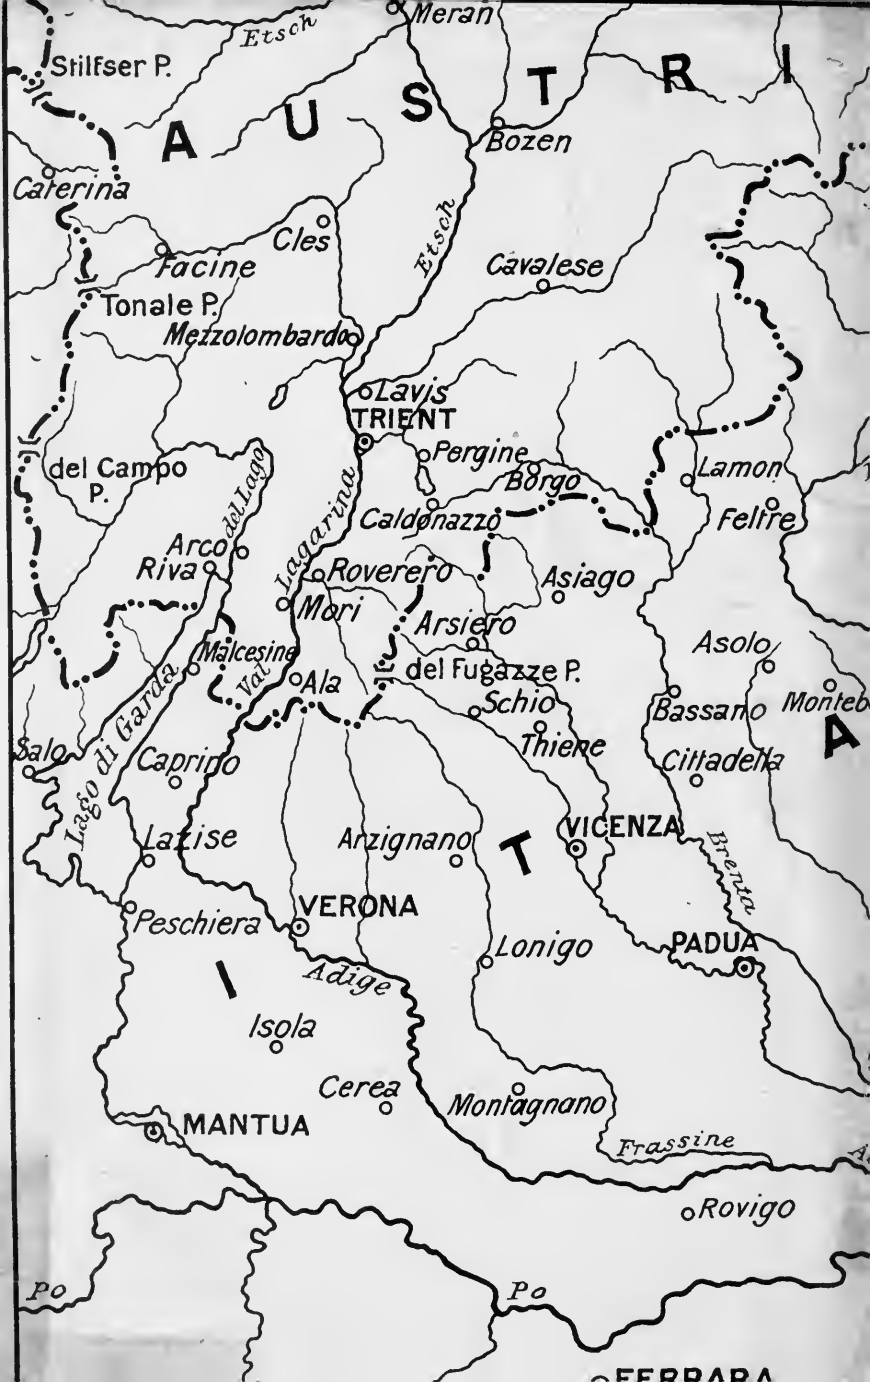 Etsch
Meran
Stilfser P.
AUSTRI
Bozen
Caterina
Etsch
Cles
Facine
Cavalese
Tonale P.
Mezzolombardo
Lavis
TRIENT
Pergine
del Campo
P.
del Lago
Borgo
Lamon
Caldonazzo
Feltre
Lagarina
Arco
Riva
Roverero
Asiago
Mori
Arsiero
Asolo
Malcesine
Val
Ala
del Fugazze P.
Schio
Bassano
Monteb
Thiene
Salo
Lago di Garda
Caprino
Cittadella
A
Lazise
Arzignano
T
VICENZA
Brenta
Peschiera
VERONA
PADUA
Lonigo
I
Adige
Isola
Cerea
Montagnano
MANTUA
Frassine
Rovigo
Po
Po
FERRARA